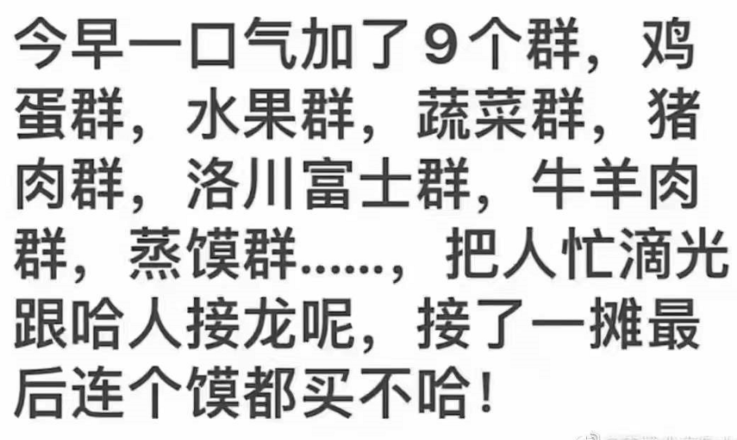 今早一口气加了9个群，鸡
蛋群，水果群，蔬菜群，猪
肉群，洛川富士群，牛羊肉
群，蒸馍群......，把人忙滴光
跟哈人接龙呢，接了一摊最
后连个馍都买不哈！